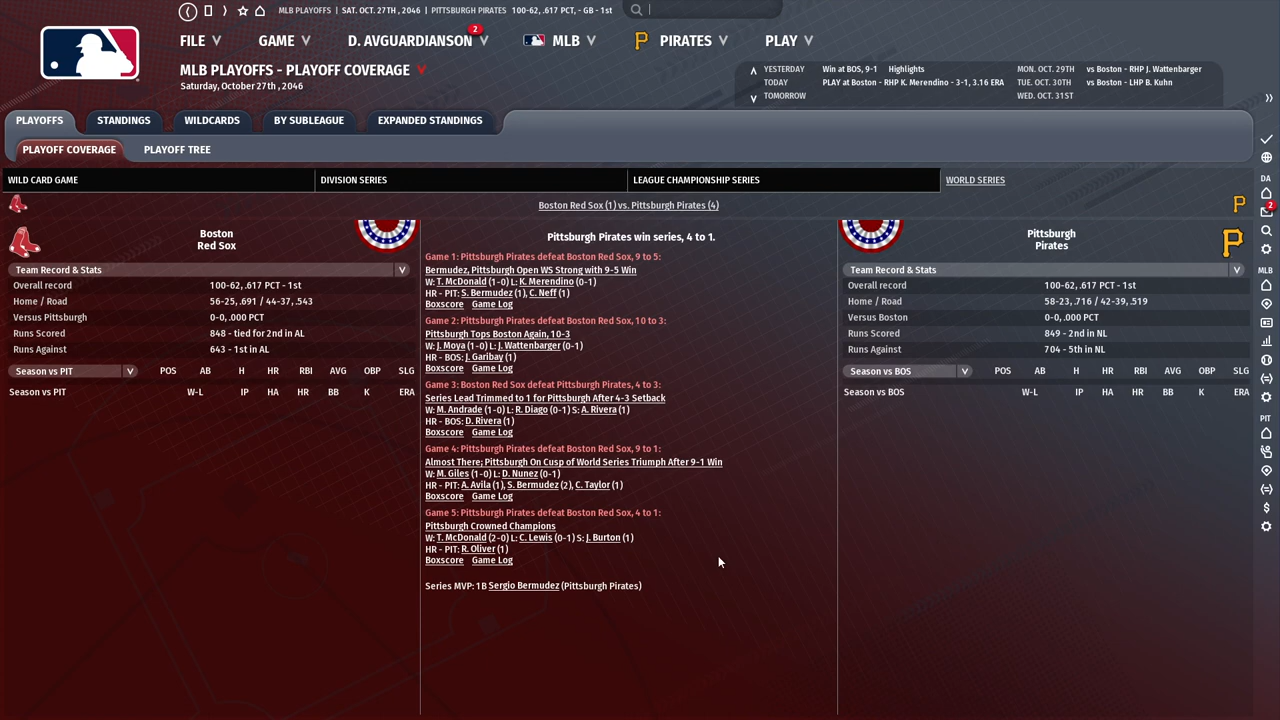 MLB PLAYOFFS | SAT. OCT. 27TH , 2046 | PITTSBURGH PIRATES 100-62, .617 PCT, - GB - 1st
FILE GAME D. AVGUARDIANSON 2 MLB PIRATES PLAY
MLB PLAYOFFS - PLAYOFF COVERAGE
Saturday, October 27th , 2046
YESTERDAY Win at BOS, 9-1 Highlights MON. OCT. 29TH vs Boston - RHP J. Wattenbarger
TODAY PLAY at Boston - RHP K. Merendino - 3-1, 3.16 ERA TUE. OCT. 30TH vs Boston - LHP B. Kuhn
TOMORROW WED. OCT. 31ST
PLAYOFFS STANDINGS WILDCARDS BY SUBLEAGUE EXPANDED STANDINGS
PLAYOFF COVERAGE PLAYOFF TREE
WILD CARD GAME DIVISION SERIES LEAGUE CHAMPIONSHIP SERIES WORLD SERIES
Boston Red Sox (1) vs. Pittsburgh Pirates (4)
Boston
Red Sox
Team Record & Stats
Overall record 100-62, .617 PCT - 1st
Home / Road 56-25, .691 / 44-37, .543
Versus Pittsburgh 0-0, .000 PCT
Runs Scored 848 - tied for 2nd in AL
Runs Against 643 - 1st in AL
Season vs PIT POS AB H HR RBI AVG OBP SLG
Season vs PIT W-L IP HA HR BB K ERA
Pittsburgh Pirates win series, 4 to 1.
Game 1: Pittsburgh Pirates defeat Boston Red Sox, 9 to 5:
Bermudez, Pittsburgh Open WS Strong with 9-5 Win
W: T. McDonald (1-0) L: K. Merendino (0-1)
HR - PIT: S. Bermudez (1), C. Neff (1)
Boxscore Game Log
Game 2: Pittsburgh Pirates defeat Boston Red Sox, 10 to 3:
Pittsburgh Tops Boston Again, 10-3
W: J. Moya (1-0) L: J. Wattenbarger (0-1)
HR - BOS: J. Garibay (1)
Boxscore Game Log
Game 3: Boston Red Sox defeat Pittsburgh Pirates, 4 to 3:
Series Lead Trimmed to 1 for Pittsburgh After 4-3 Setback
W: M. Andrade (1-0) L: R. Diago (0-1) S: A. Rivera (1)
HR - BOS: D. Rivera (1)
Boxscore Game Log
Game 4: Pittsburgh Pirates defeat Boston Red Sox, 9 to 1:
Almost There; Pittsburgh On Cusp of World Series Triumph After 9-1 Win
W: M. Giles (1-0) L: D. Nunez (0-1)
HR - PIT: A. Avila (1), S. Bermudez (2), C. Taylor (1)
Boxscore Game Log
Game 5: Pittsburgh Pirates defeat Boston Red Sox, 4 to 1:
Pittsburgh Crowned Champions
W: T. McDonald (2-0) L: C. Lewis (0-1) S: J. Burton (1)
HR - PIT: R. Oliver (1)
Boxscore Game Log
Series MVP: 1B Sergio Bermudez (Pittsburgh Pirates)
Pittsburgh
Pirates
Team Record & Stats
Overall record 100-62, .617 PCT - 1st
Home / Road 58-23, .716 / 42-39, .519
Versus Boston 0-0, .000 PCT
Runs Scored 849 - 2nd in NL
Runs Against 704 - 5th in NL
Season vs BOS POS AB H HR RBI AVG OBP SLG
Season vs BOS W-L IP HA HR BB K ERA
DA
2
MLB
PIT